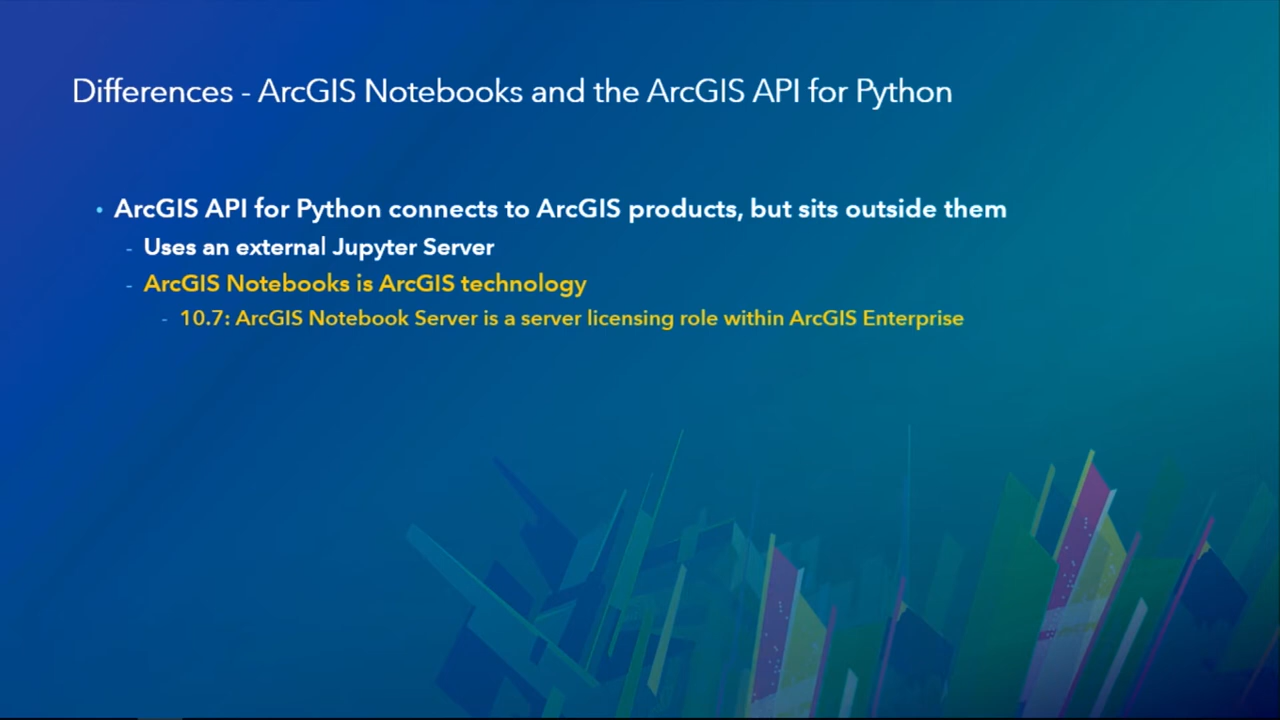 Differences - ArcGIS Notebooks and the ArcGIS API for Python
• ArcGIS API for Python connects to ArcGIS products, but sits outside them
- Uses an external Jupyter Server
- ArcGIS Notebooks is ArcGIS technology
- 10.7: ArcGIS Notebook Server is a server licensing role within ArcGIS Enterprise